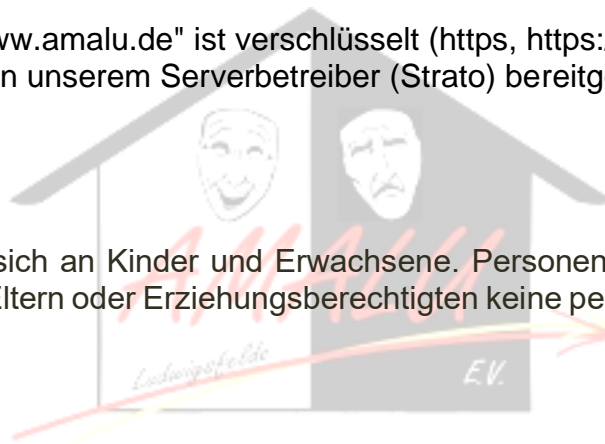 ww.amalu.de" ist verschlüsselt (https, https:
n unserem Serverbetreiber (Strato) bereitg
sich an Kinder und Erwachsene. Personen
Eltern oder Erziehungsberechtigten keine pe
AMALU
Ludwigsfelde
E.V.